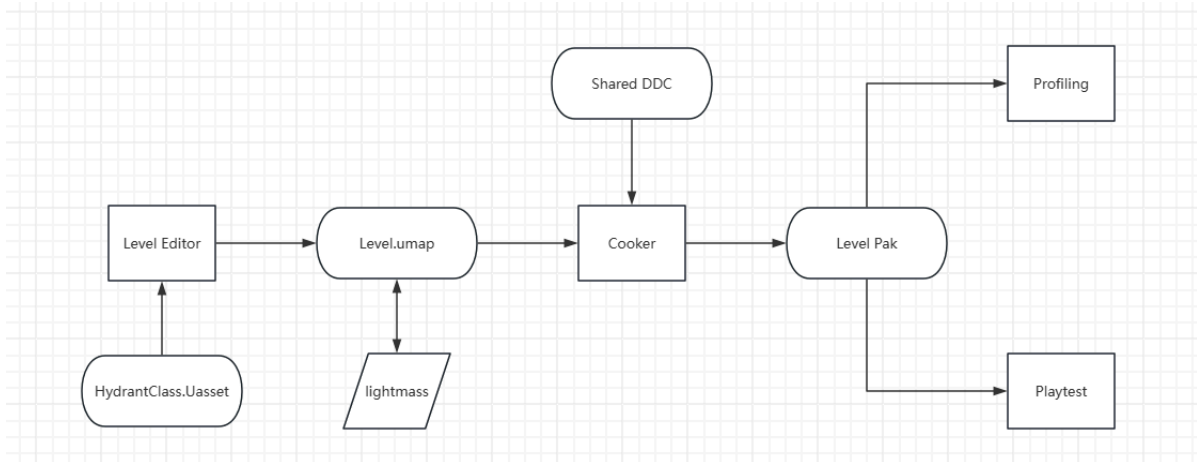 Shared DDC
Profiling
Level Editor
Level.umap
Cooker
Level Pak
HydrantClass.Uasset
lightmass
Playtest